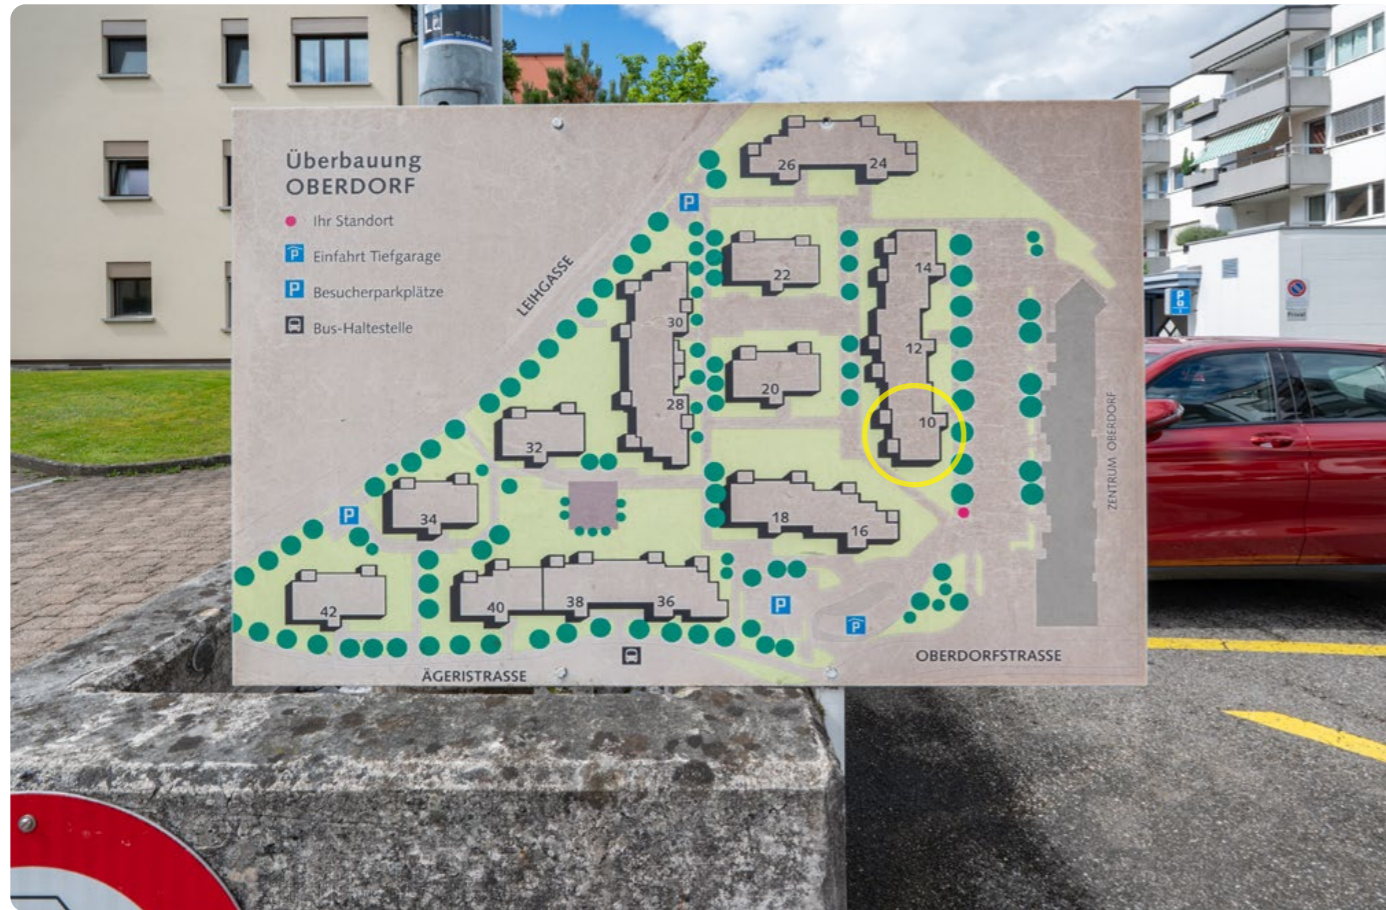 Überbauung
OBERDORF
Ihr Standort
Einfahrt Tiefgarage
Besucherparkplätze
Bus-Haltestelle
LEIHGASSE
26
24
P
22
14
30
12
20
28
10
32
34
P
18
16
42
40
38
36
P
P
ZENTRUM OBERDORF
ÄGERISTRASSE
OBERDORFSTRASSE
P
P
P
Privat